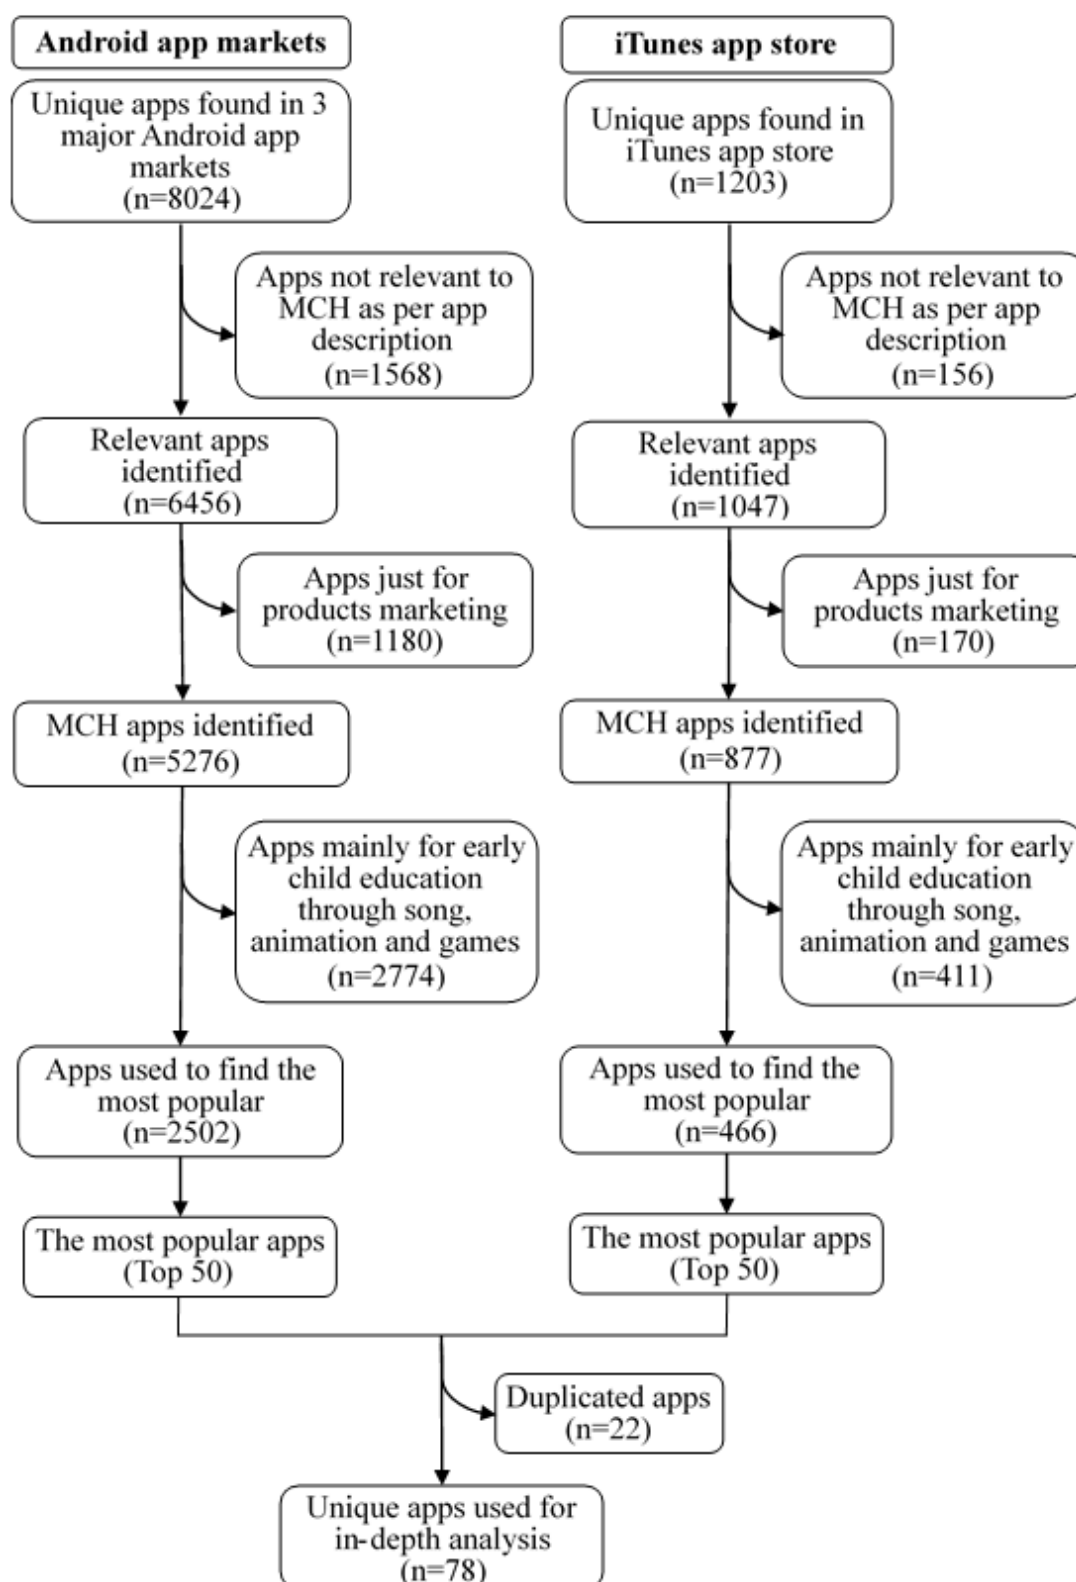 Android app markets
Unique apps found in 3
major Android app
markets
(n=8024)
Apps not relevant to
MCH as per app
description
(n=1568)
Relevant apps
identified
(n=6456)
Apps just for
products marketing
(n=1180)
MCH apps identified
(n=5276)
Apps mainly for early
child education
through song,
animation and games
(n=2774)
Apps used to find the
most popular
(n=2502)
The most popular apps
(Top 50)
iTunes app store
Unique apps found in
iTunes app store
(n=1203)
Apps not relevant to
MCH as per app
description
(n=156)
Relevant apps
identified
(n=1047)
Apps just for
products marketing
(n=170)
MCH apps identified
(n=877)
Apps mainly for early
child education
through song,
animation and games
(n=411)
Apps used to find the
most popular
(n=466)
The most popular apps
(Top 50)
Duplicated apps
(n=22)
Unique apps used for
in-depth analysis
(n=78)